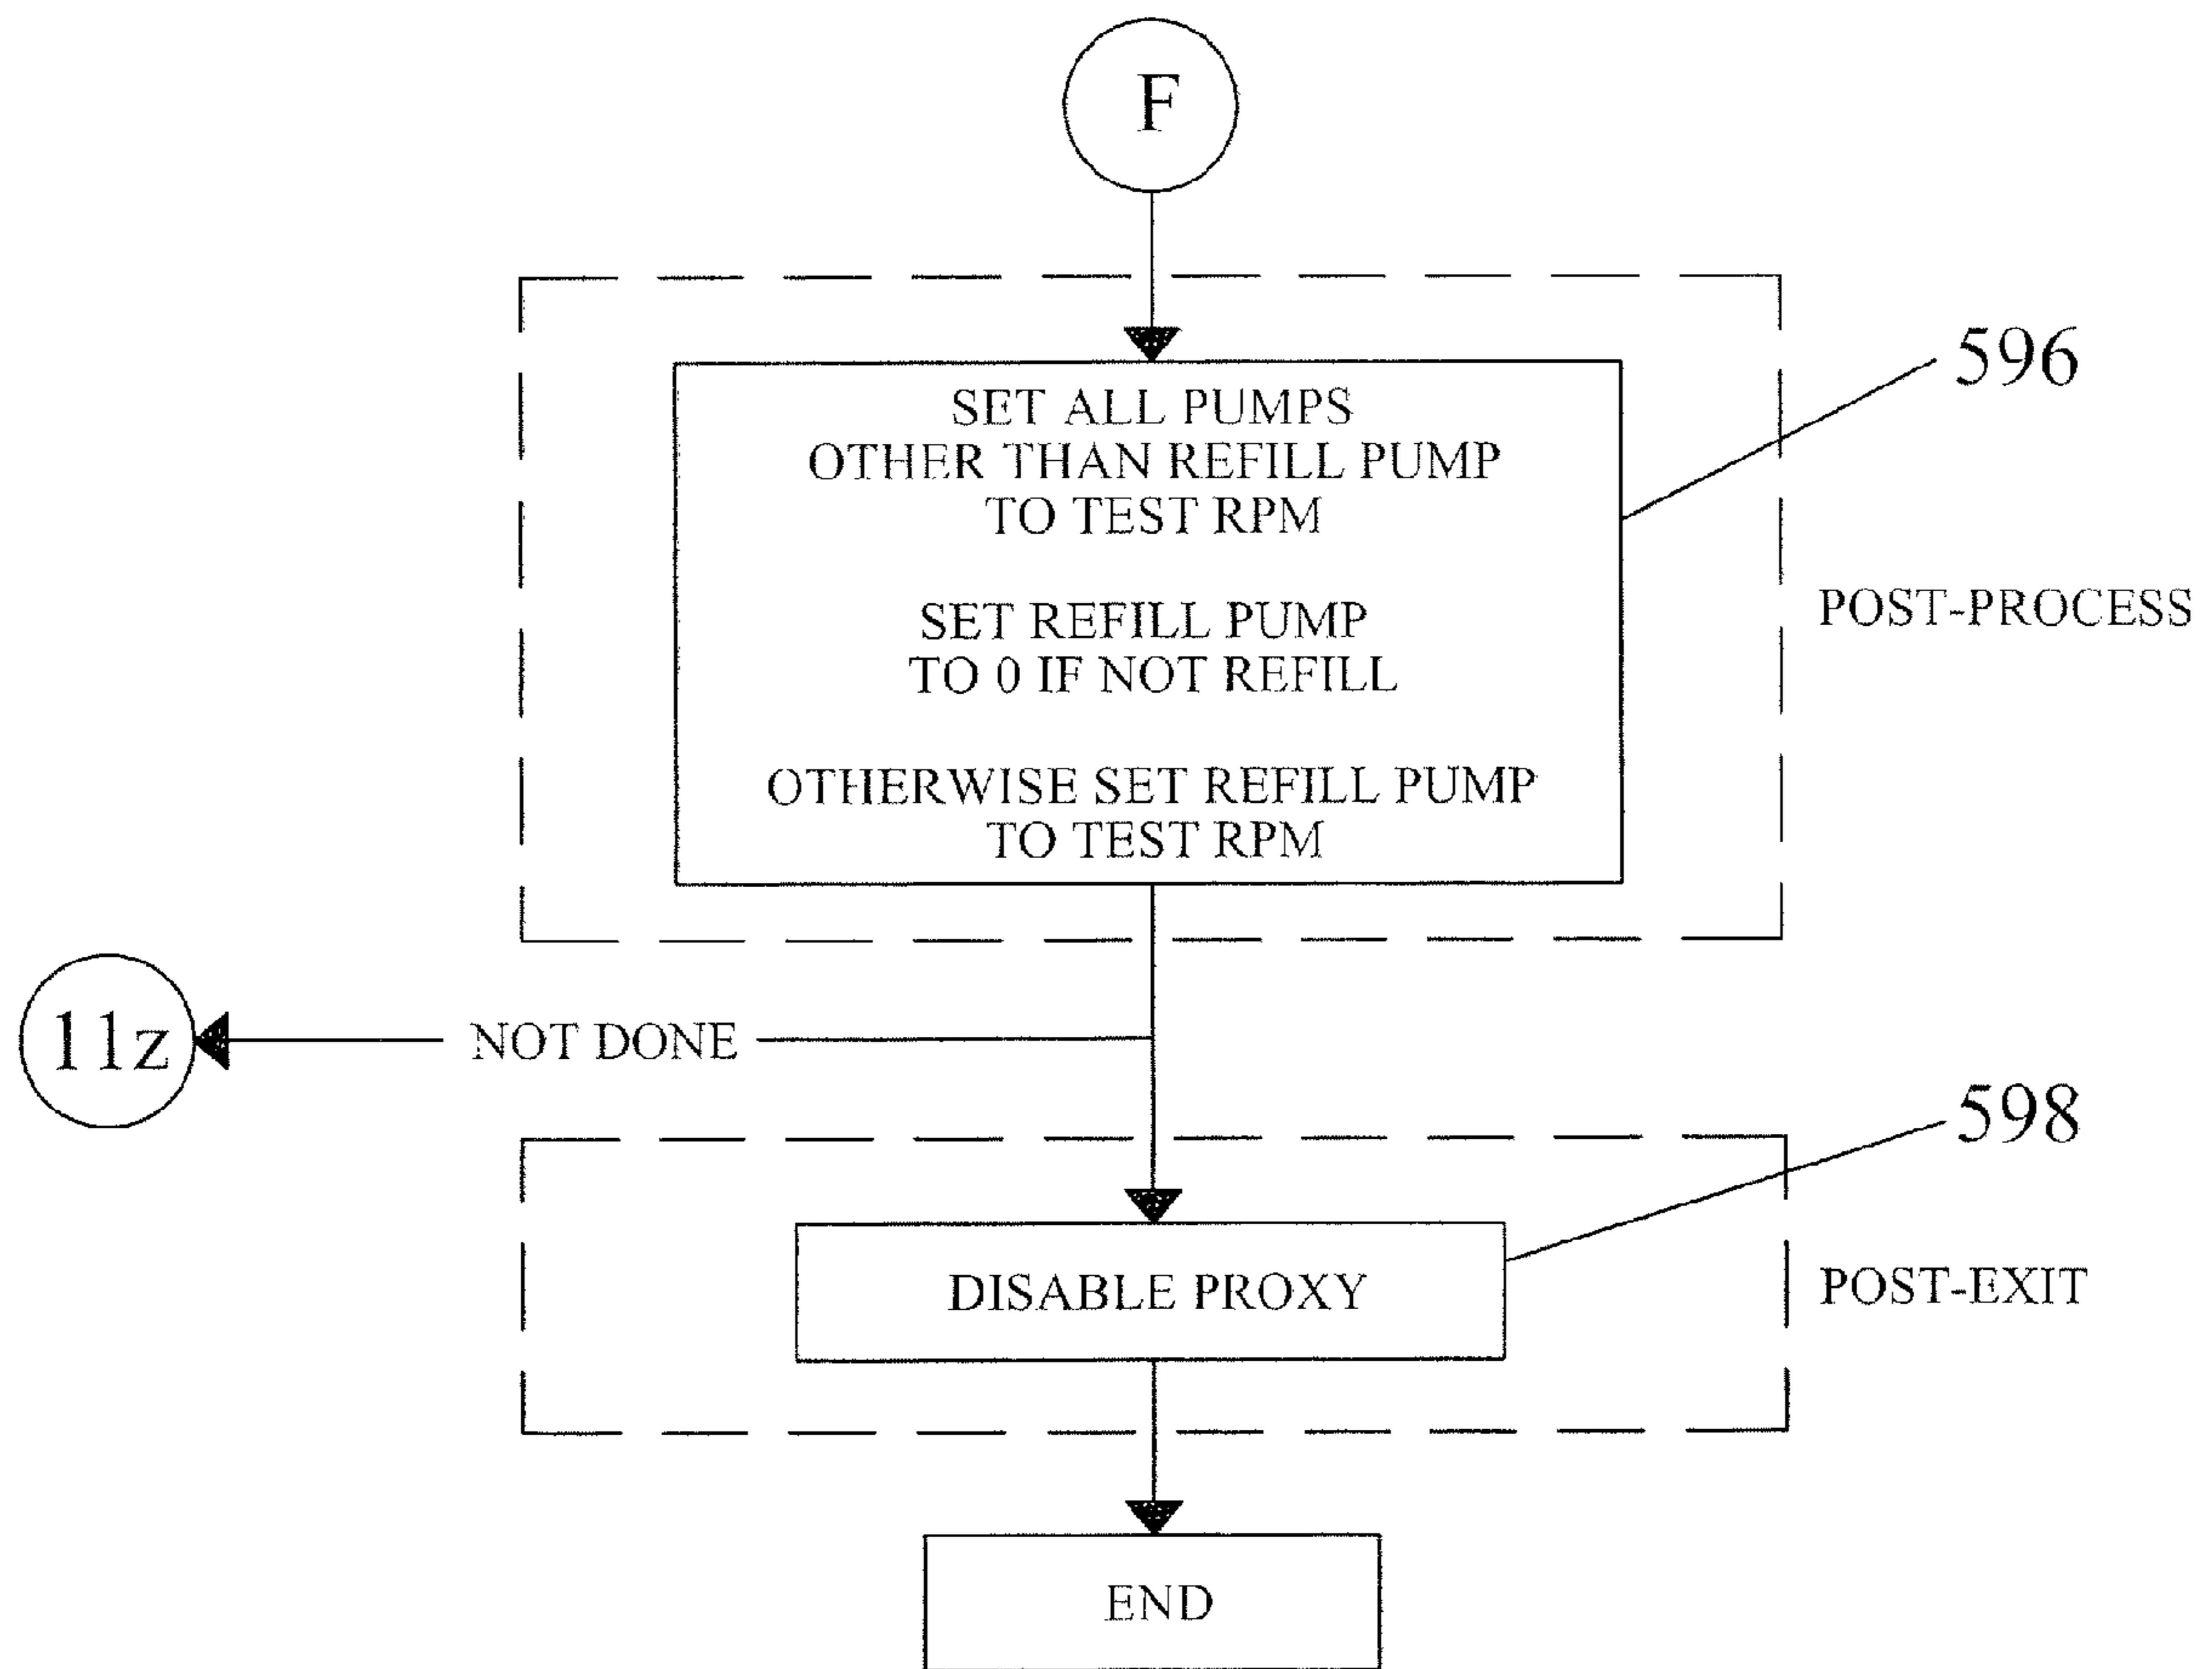 F
596
SET ALL PUMPS
OTHER THAN REFILL PUMP
TO TEST RPM
SET REFILL PUMP
TO 0 IF NOT REFILL
OTHERWISE SET REFILL PUMP
TO TEST RPM
POST-PROCESS
11z
NOT DONE
598
DISABLE PROXY
POST-EXIT
END